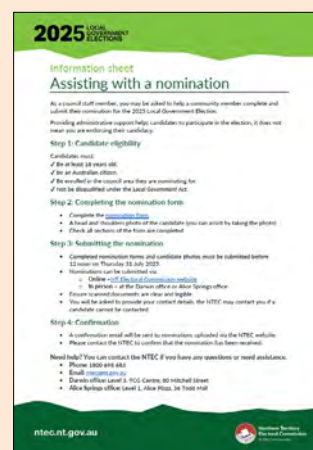 2025 LOCAL
GOVERNMENT
ELECTIONS
Information sheet
Assisting with a nomination
As a council staff member, you may be asked to help a community member complete and
submit their nomination for the 2025 Local Government Election.
Providing administrative support helps candidates to participate in the election, it does not
mean you are endorsing their candidacy.
Step 1: Candidate eligibility
Candidates must:
✓ Be at least 18 years old.
✓ Be an Australian citizen.
✓ Be enrolled in the council area they are nominating for.
✓ Not be disqualified under the Local Government Act.
Step 2: Completing the nomination form
• Complete the nomination form
• A head and shoulders photo of the candidate (you can assist by taking the photo)
• Check all sections of the form are completed
Step 3: Submitting the nomination
• Completed nomination forms and candidate photos must be submitted before
12 noon on Thursday 31 July 2025
• Nominations can be submitted via:
o Online - NT Electoral Commission website
o In person - at the Darwin office or Alice Springs office
• Ensure scanned documents are clear and legible
• You will be asked to provide your contact details, the NTEC may contact you if a
candidate cannot be contacted
Step 4: Confirmation
• A confirmation email will be sent to nominations uploaded via the NTEC website
• Please contact the NTEC to confirm that the nomination has been received.
Need help? You can contact the NTEC if you have any questions or need assistance.
• Phone: 1800 698 683
• Email:
• Darwin office: Level 3, TCG Centre, 80 Mitchell Street
• Alice Springs office: Level 1, Alice Plaza, 36 Todd Mall
ntec.nt.gov.au
Northern Territory
Electoral Commission